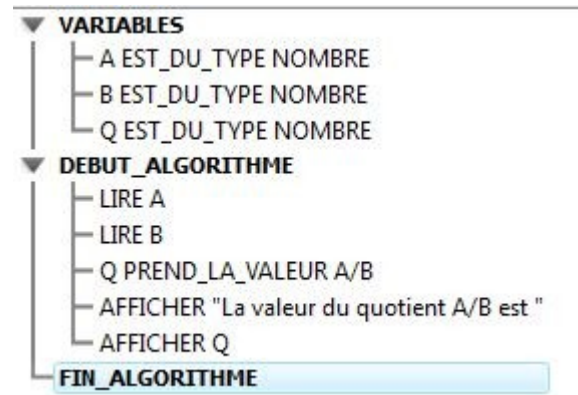 VARIABLES
A EST_DU_TYPE NOMBRE
B EST_DU_TYPE NOMBRE
Q EST_DU_TYPE NOMBRE
DEBUT_ALGORITHME
LIRE A
LIRE B
Q PREND_LA_VALEUR A/B
AFFICHER "La valeur du quotient A/B est "
AFFICHER Q
FIN_ALGORITHME